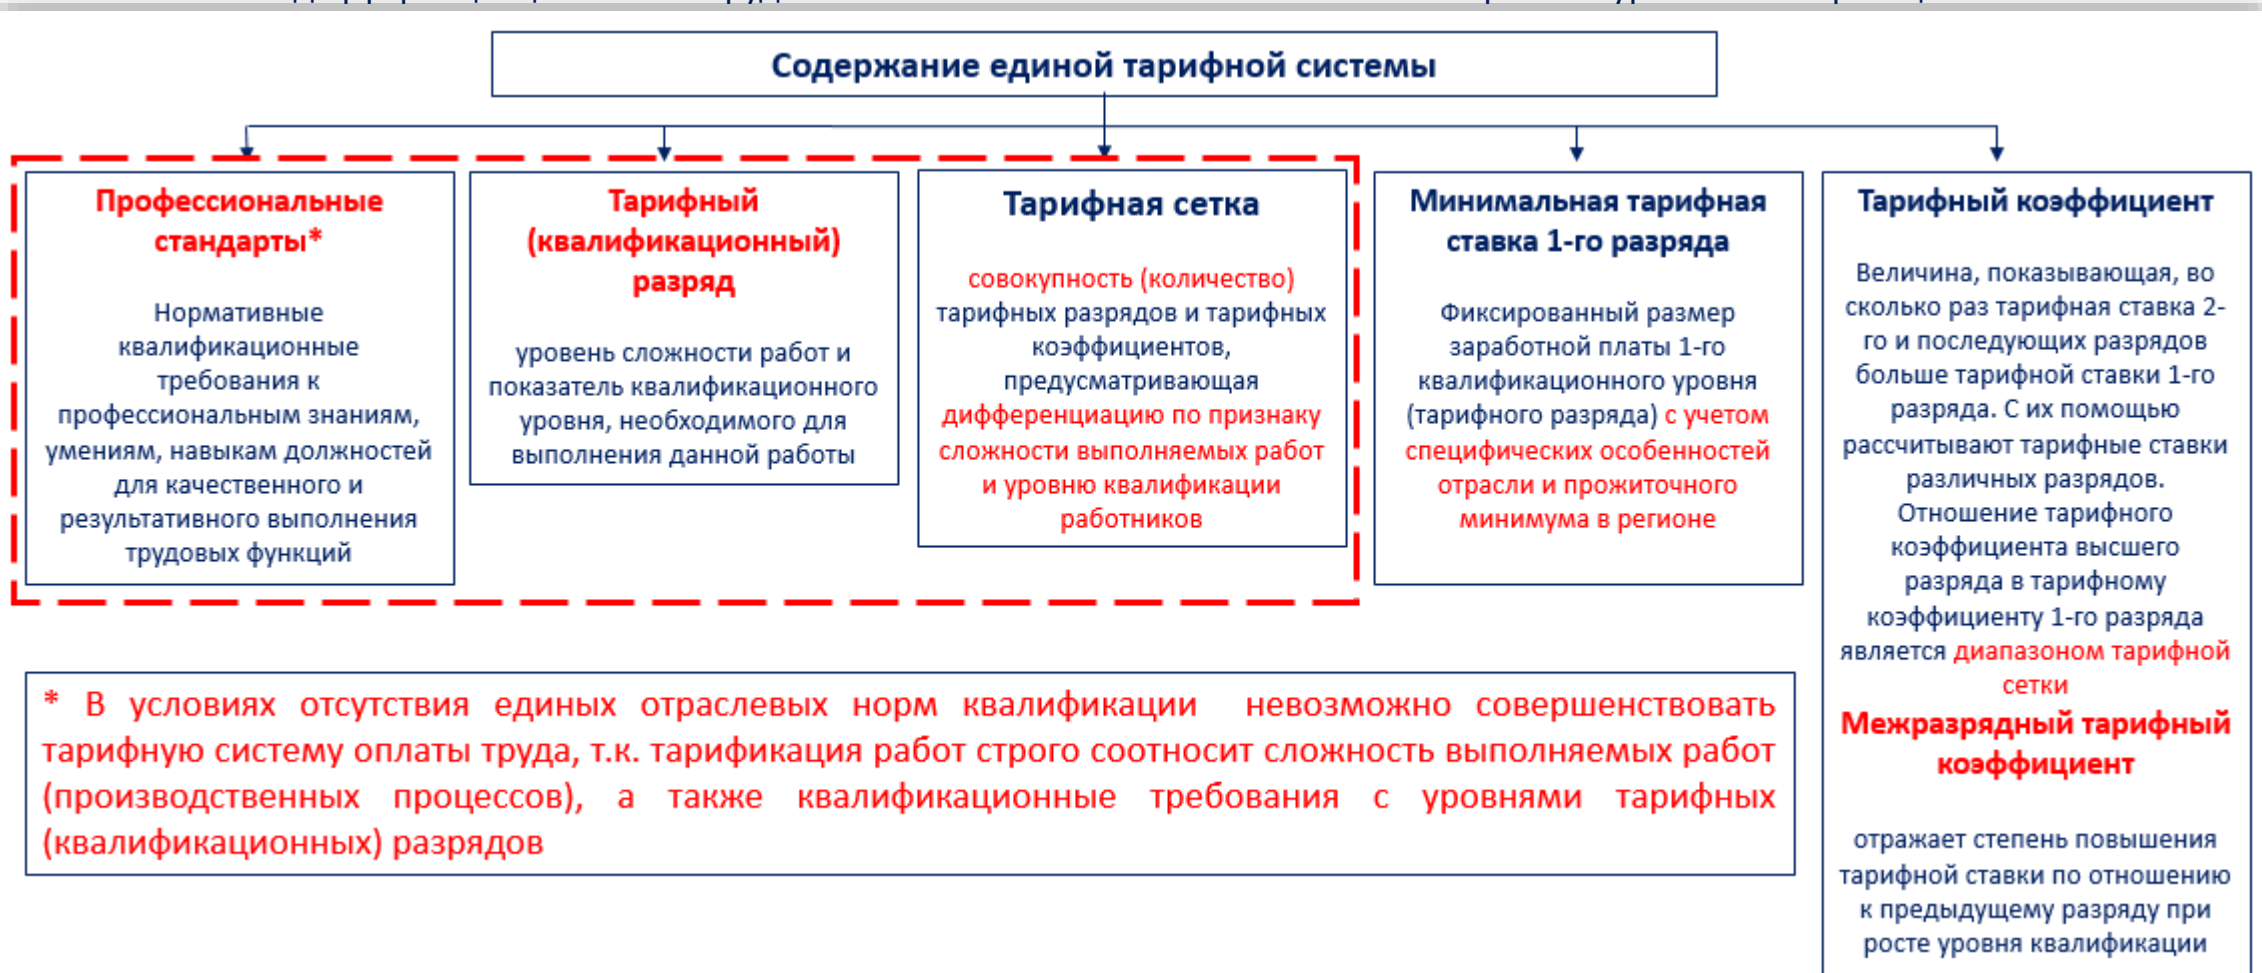 Содержание единой тарифной системы
Профессиональные
стандарты*
Нормативные
квалификационные
требования к
профессиональным знаниям,
умениям, навыкам должностей
для качественного и
результативного выполнения
трудовых функций
Тарифный
(квалификационный)
разряд
уровень сложности работ и
показатель квалификационного
уровня, необходимого для
выполнения данной работы
Тарифная сетка
совокупность (количество)
тарифных разрядов и тарифных
коэффициентов,
предусматривающая
дифференциацию по признаку
сложности выполняемых работ
и уровню квалификации
работников
Минимальная тарифная
ставка 1-го разряда
Фиксированный размер
заработной платы 1-го
квалификационного уровня
(тарифного разряда) с учетом
специфических особенностей
отрасли и прожиточного
минимума в регионе
Тарифный коэффициент
Величина, показывающая, во
сколько раз тарифная ставка 2-
го и последующих разрядов
больше тарифной ставки 1-го
разряда. С их помощью
рассчитывают тарифные ставки
различных разрядов.
Отношение тарифного
коэффициента высшего
разряда в тарифному
коэффициенту 1-го разряда
является диапазоном тарифной
сетки
Межразрядный тарифный
коэффициент
отражает степень повышения
тарифной ставки по отношению
к предыдущему разряду при
росте уровня квалификации
* В условиях отсутствия единых отраслевых норм квалификации невозможно совершенствовать
тарифную систему оплаты труда, т.к. тарификация работ строго соотносит сложность выполняемых работ
(производственных процессов), а также квалификационные требования с уровнями тарифных
(квалификационных) разрядов